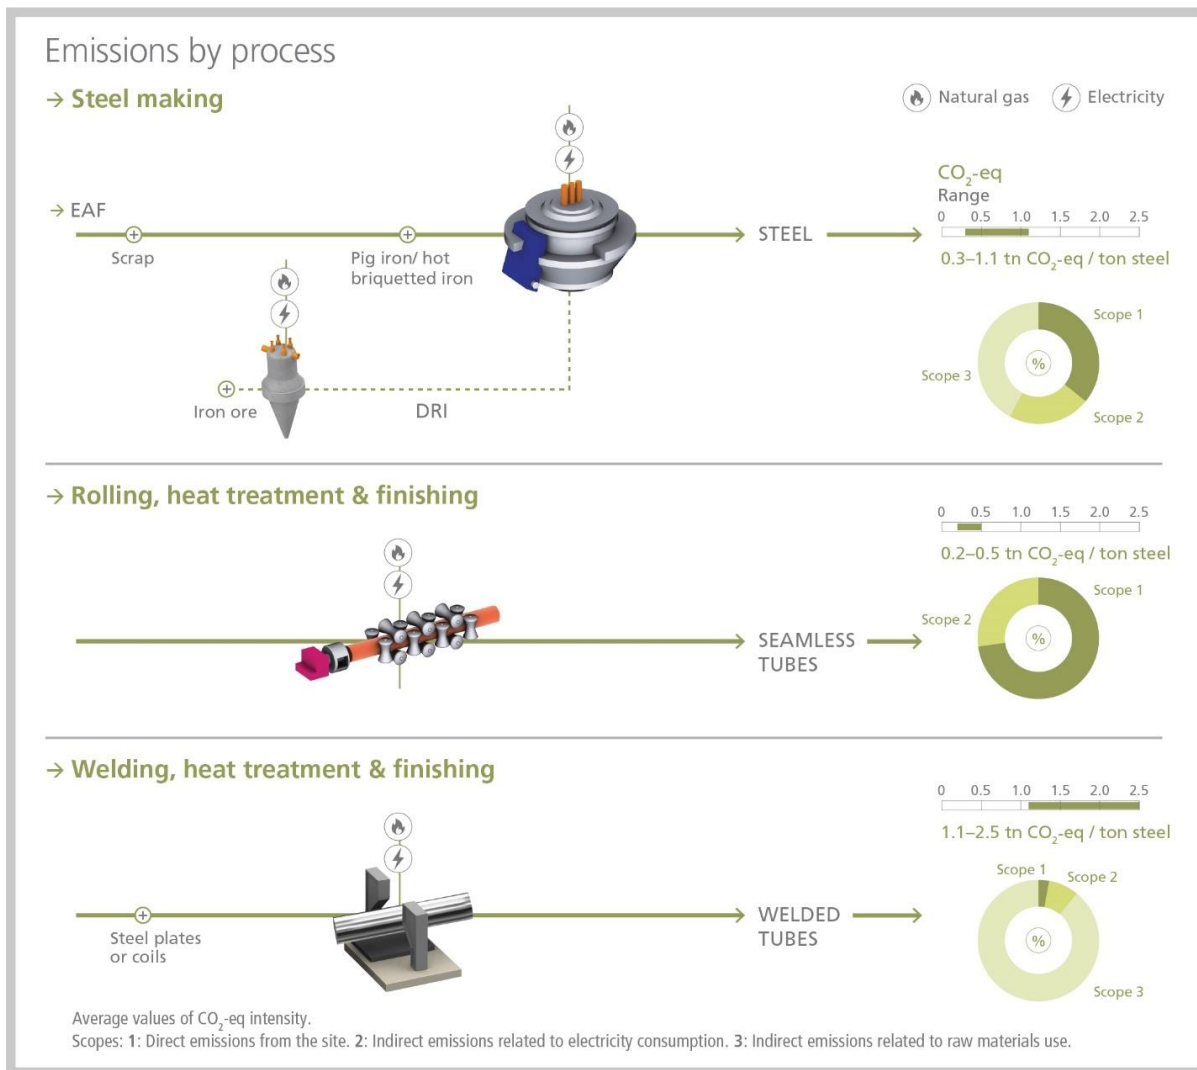 Emissions by process
→ Steel making
Natural gas
Electricity
→ EAF
Scrap
Pig iron/ hot
briquetted iron
STEEL
CO₂-eq
Range
0 0.5 1.0 1.5 2.0 2.5
0.3–1.1 tn CO₂-eq / ton steel
Iron ore
DRI
Scope 1
Scope 3
%
Scope 2
→ Rolling, heat treatment & finishing
SEAMLESS
TUBES
0 0.5 1.0 1.5 2.0 2.5
0.2–0.5 tn CO₂-eq / ton steel
Scope 1
Scope 2
%
→ Welding, heat treatment & finishing
Steel plates
or coils
WELDED
TUBES
0 0.5 1.0 1.5 2.0 2.5
1.1–2.5 tn CO₂-eq / ton steel
Scope 1
Scope 2
%
Scope 3
Average values of CO₂-eq intensity.
Scopes: 1: Direct emissions from the site. 2: Indirect emissions related to electricity consumption. 3: Indirect emissions related to raw materials use.